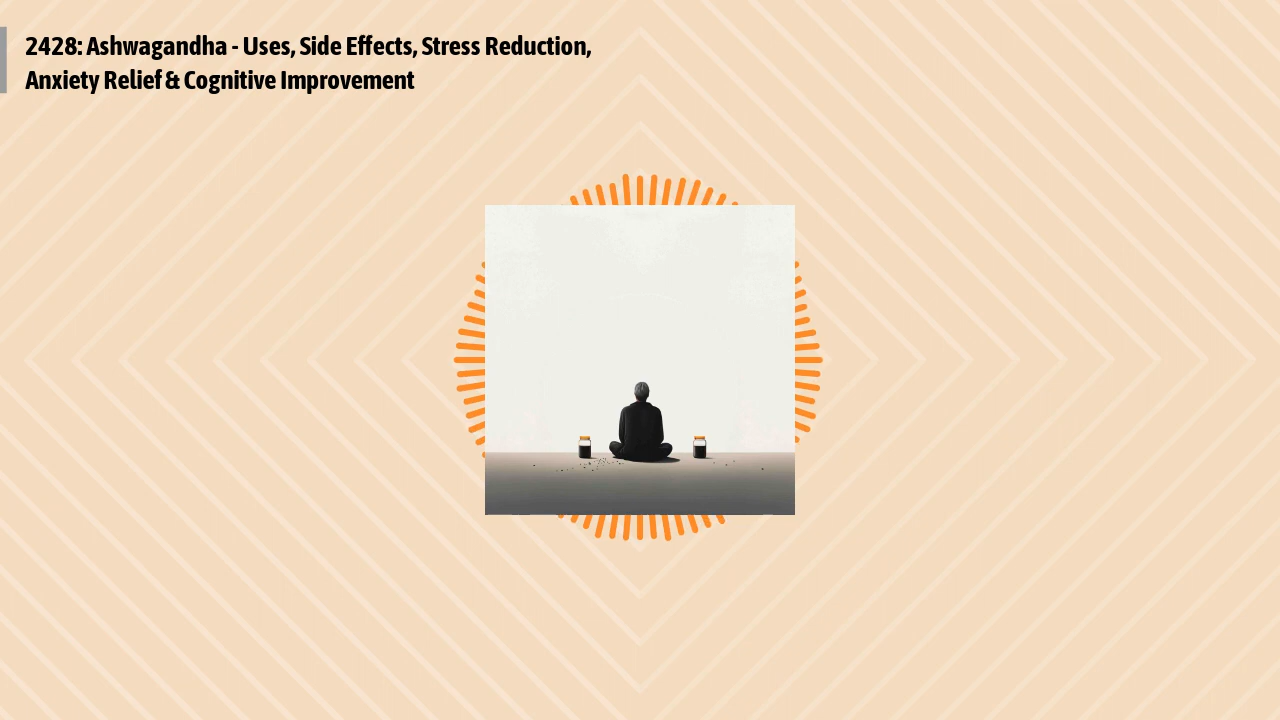 2428: Ashwagandha - Uses, Side Effects, Stress Reduction,
Anxiety Relief & Cognitive Improvement